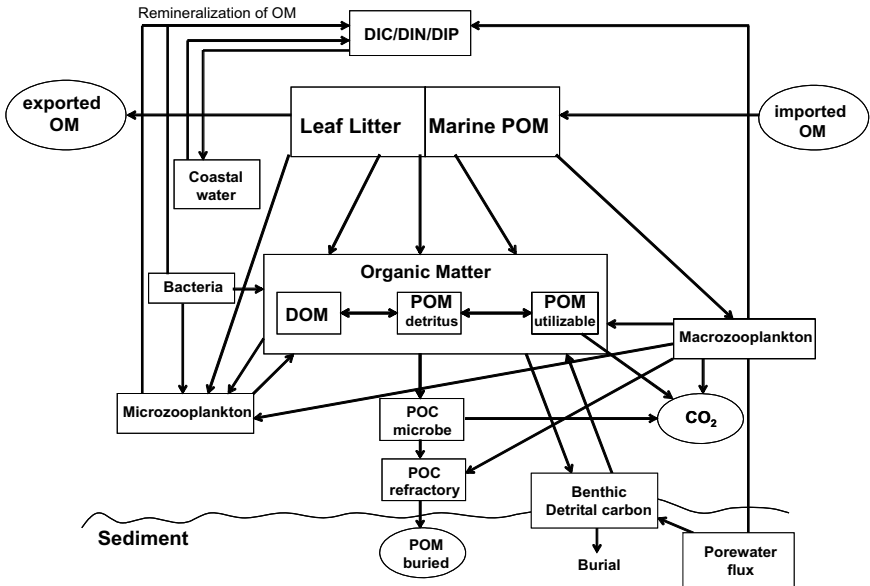 Remineralization of OM
DIC/DIN/DIP
exported
OM
Leaf Litter
Marine POM
imported
OM
Coastal
water
Organic Matter
Bacteria
DOM
POM
detritus
POM
utilizable
Macrozooplankton
Microzooplankton
POC
microbe
CO₂
POC
refractory
Benthic
Detrital carbon
Sediment
POM
buried
Burial
Porewater
flux